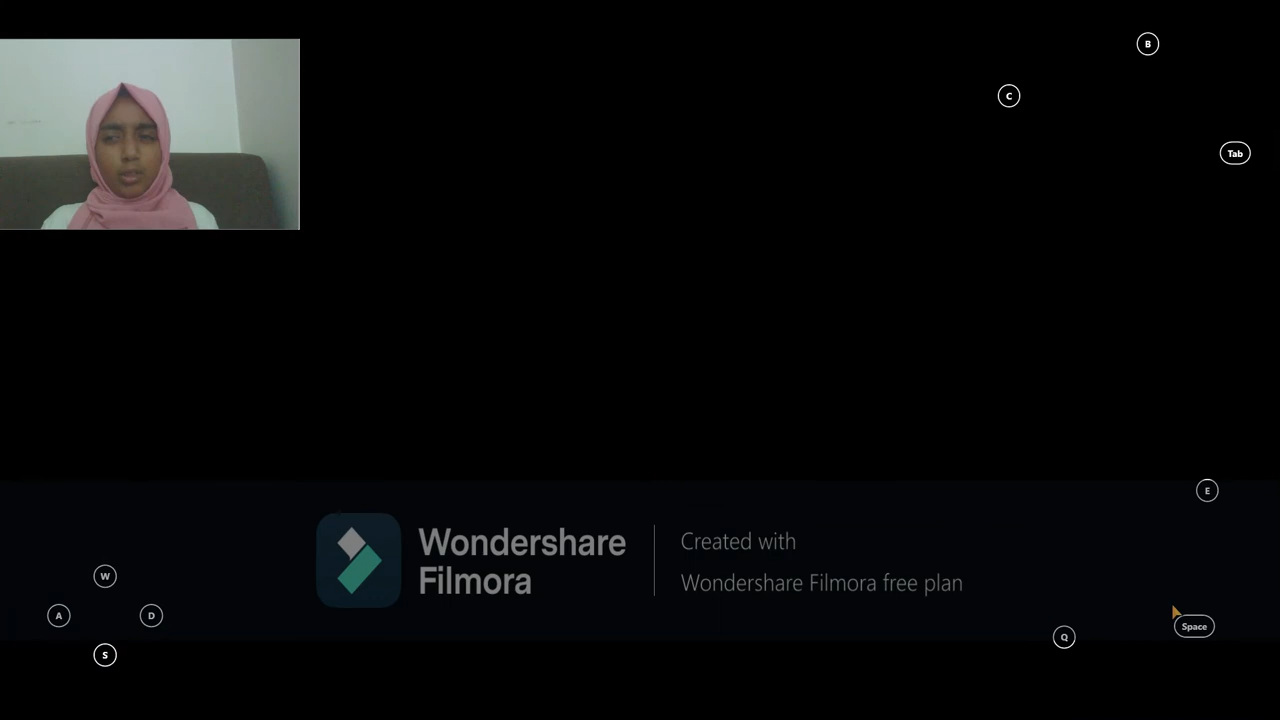 B
C
Tab
E
Wondershare
Filmora
Created with
Wondershare Filmora free plan
W
A
D
S
Q
Space